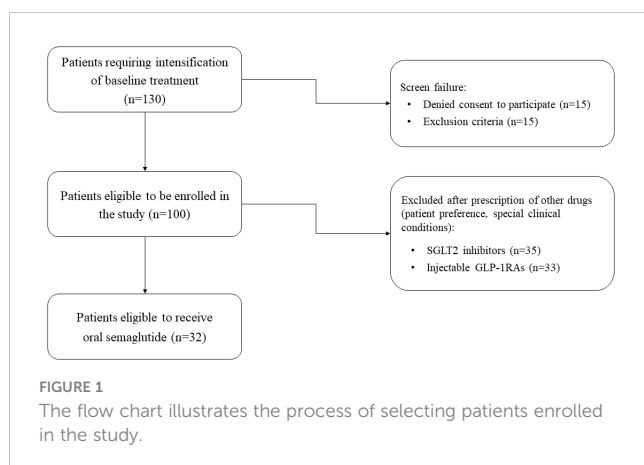 Patients requiring intensification
of baseline treatment
(n=130)
Screen failure:
• Denied consent to participate (n=15)
• Exclusion criteria (n=15)
Patients eligible to be enrolled in
the study (n=100)
Excluded after prescription of other drugs
(patient preference, special clinical
conditions):
• SGLT2 inhibitors (n=35)
• Injectable GLP-1RAs (n=33)
Patients eligible to receive
oral semaglutide (n=32)
FIGURE 1
The flow chart illustrates the process of selecting patients enrolled
in the study.